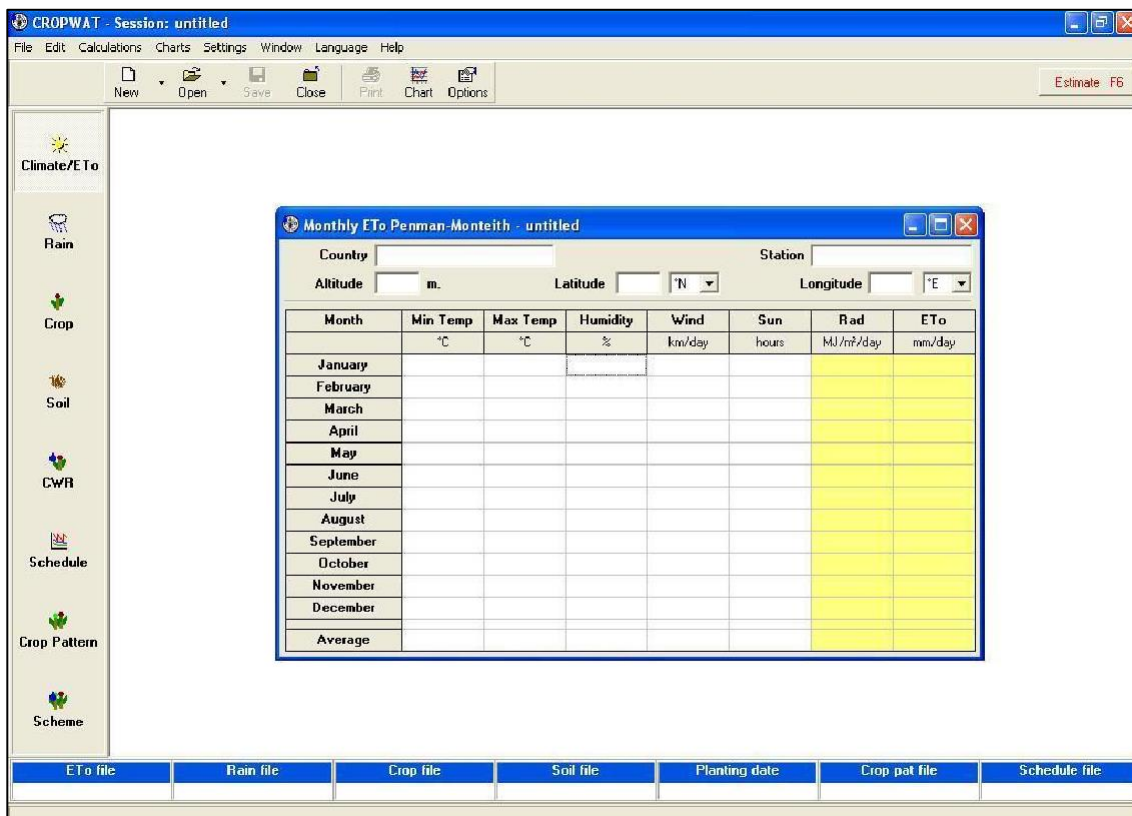 CROPWAT - Session: untitled
File Edit Calculations Charts Settings Window Language Help
New Open Save Close Print Chart Options Estimate F6
Climate/ETo
Rain
Crop
Soil
CWR
Schedule
Crop Pattern
Scheme
Monthly ETo Penman-Monteith - untitled
Country Station
Altitude m. Latitude °N Longitude °E
Month Min Temp Max Temp Humidity Wind Sun Rad ETo
°C °C % km/day hours MJ/m²/day mm/day
January
February
March
April
May
June
July
August
September
October
November
December
Average
ETo file Rain file Crop file Soil file Planting date Crop pat file Schedule file